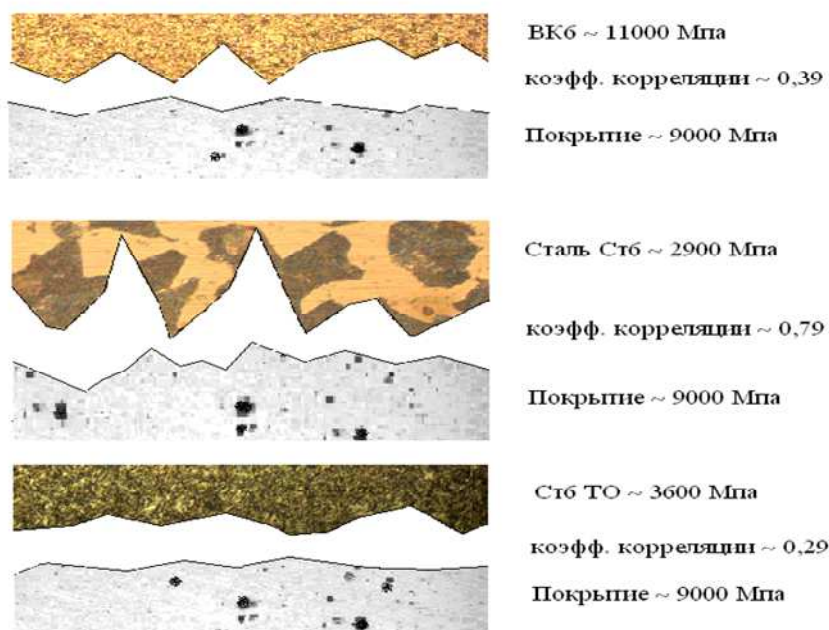 ВК6 ~ 11000 Мпа
коэфф. корреляции ~ 0,39
Покрытие ~ 9000 Мпа
Сталь Ст6 ~ 2900 Мпа
коэфф. корреляции ~ 0,79
Покрытие ~ 9000 Мпа
Ст6 ТО ~ 3600 Мпа
коэфф. корреляции ~ 0,29
Покрытие ~ 9000 Мпа